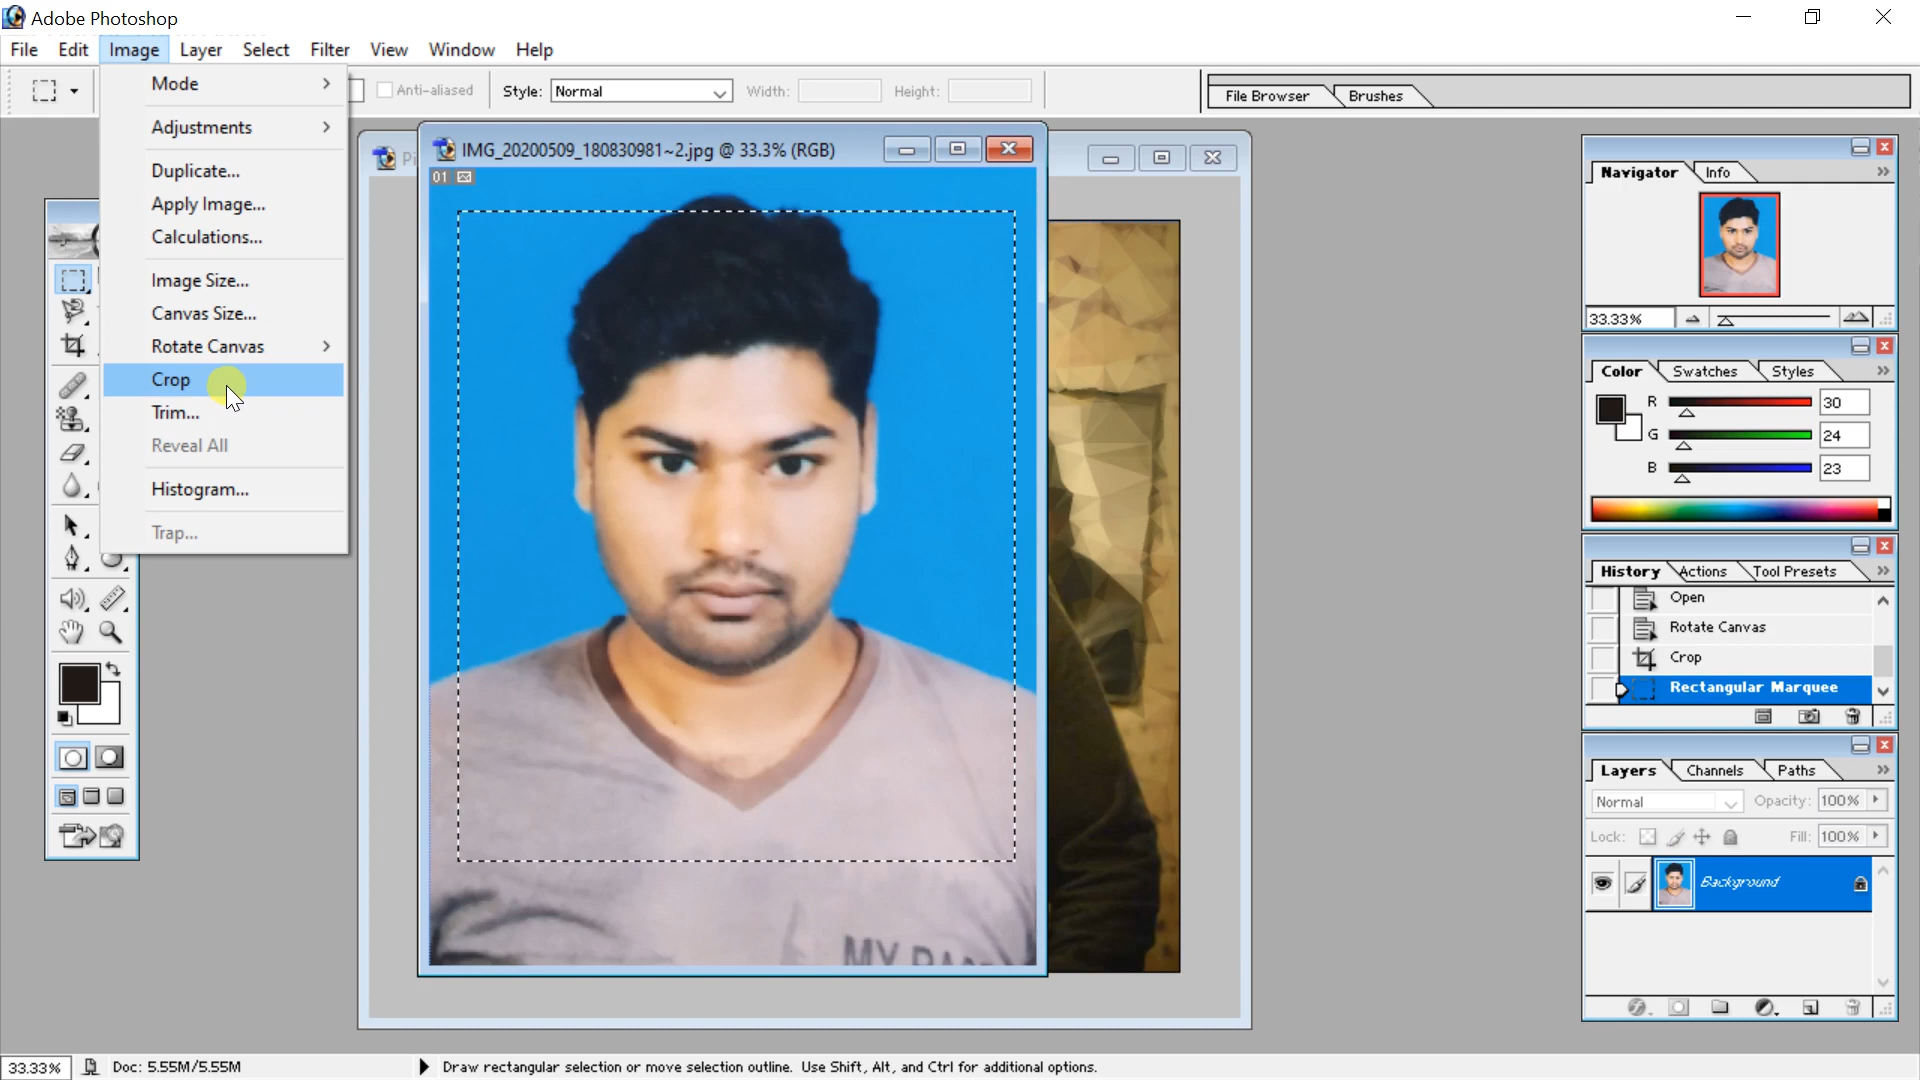 Adobe Photoshop
File Edit Image Layer Select Filter View Window Help
Anti-aliased Style: Normal Width: Height: File Browser Brushes
Mode
Adjustments
Duplicate...
Apply Image...
Calculations...
Image Size...
Canvas Size...
Rotate Canvas
Crop
Trim...
Reveal All
Histogram...
Trap...
IMG_20200509_180830981~2.jpg @ 33.3% (RGB)
01
MY
Navigator Info
33.33%
Color Swatches Styles
R 30
G 24
B 23
History Actions Tool Presets
Open
Rotate Canvas
Crop
Rectangular Marquee
Layers Channels Paths
Normal Opacity: 100%
Lock: Fill: 100%
Background
33.33% Doc: 5.55M/5.55M Draw rectangular selection or move selection outline. Use Shift, Alt, and Ctrl for additional options.